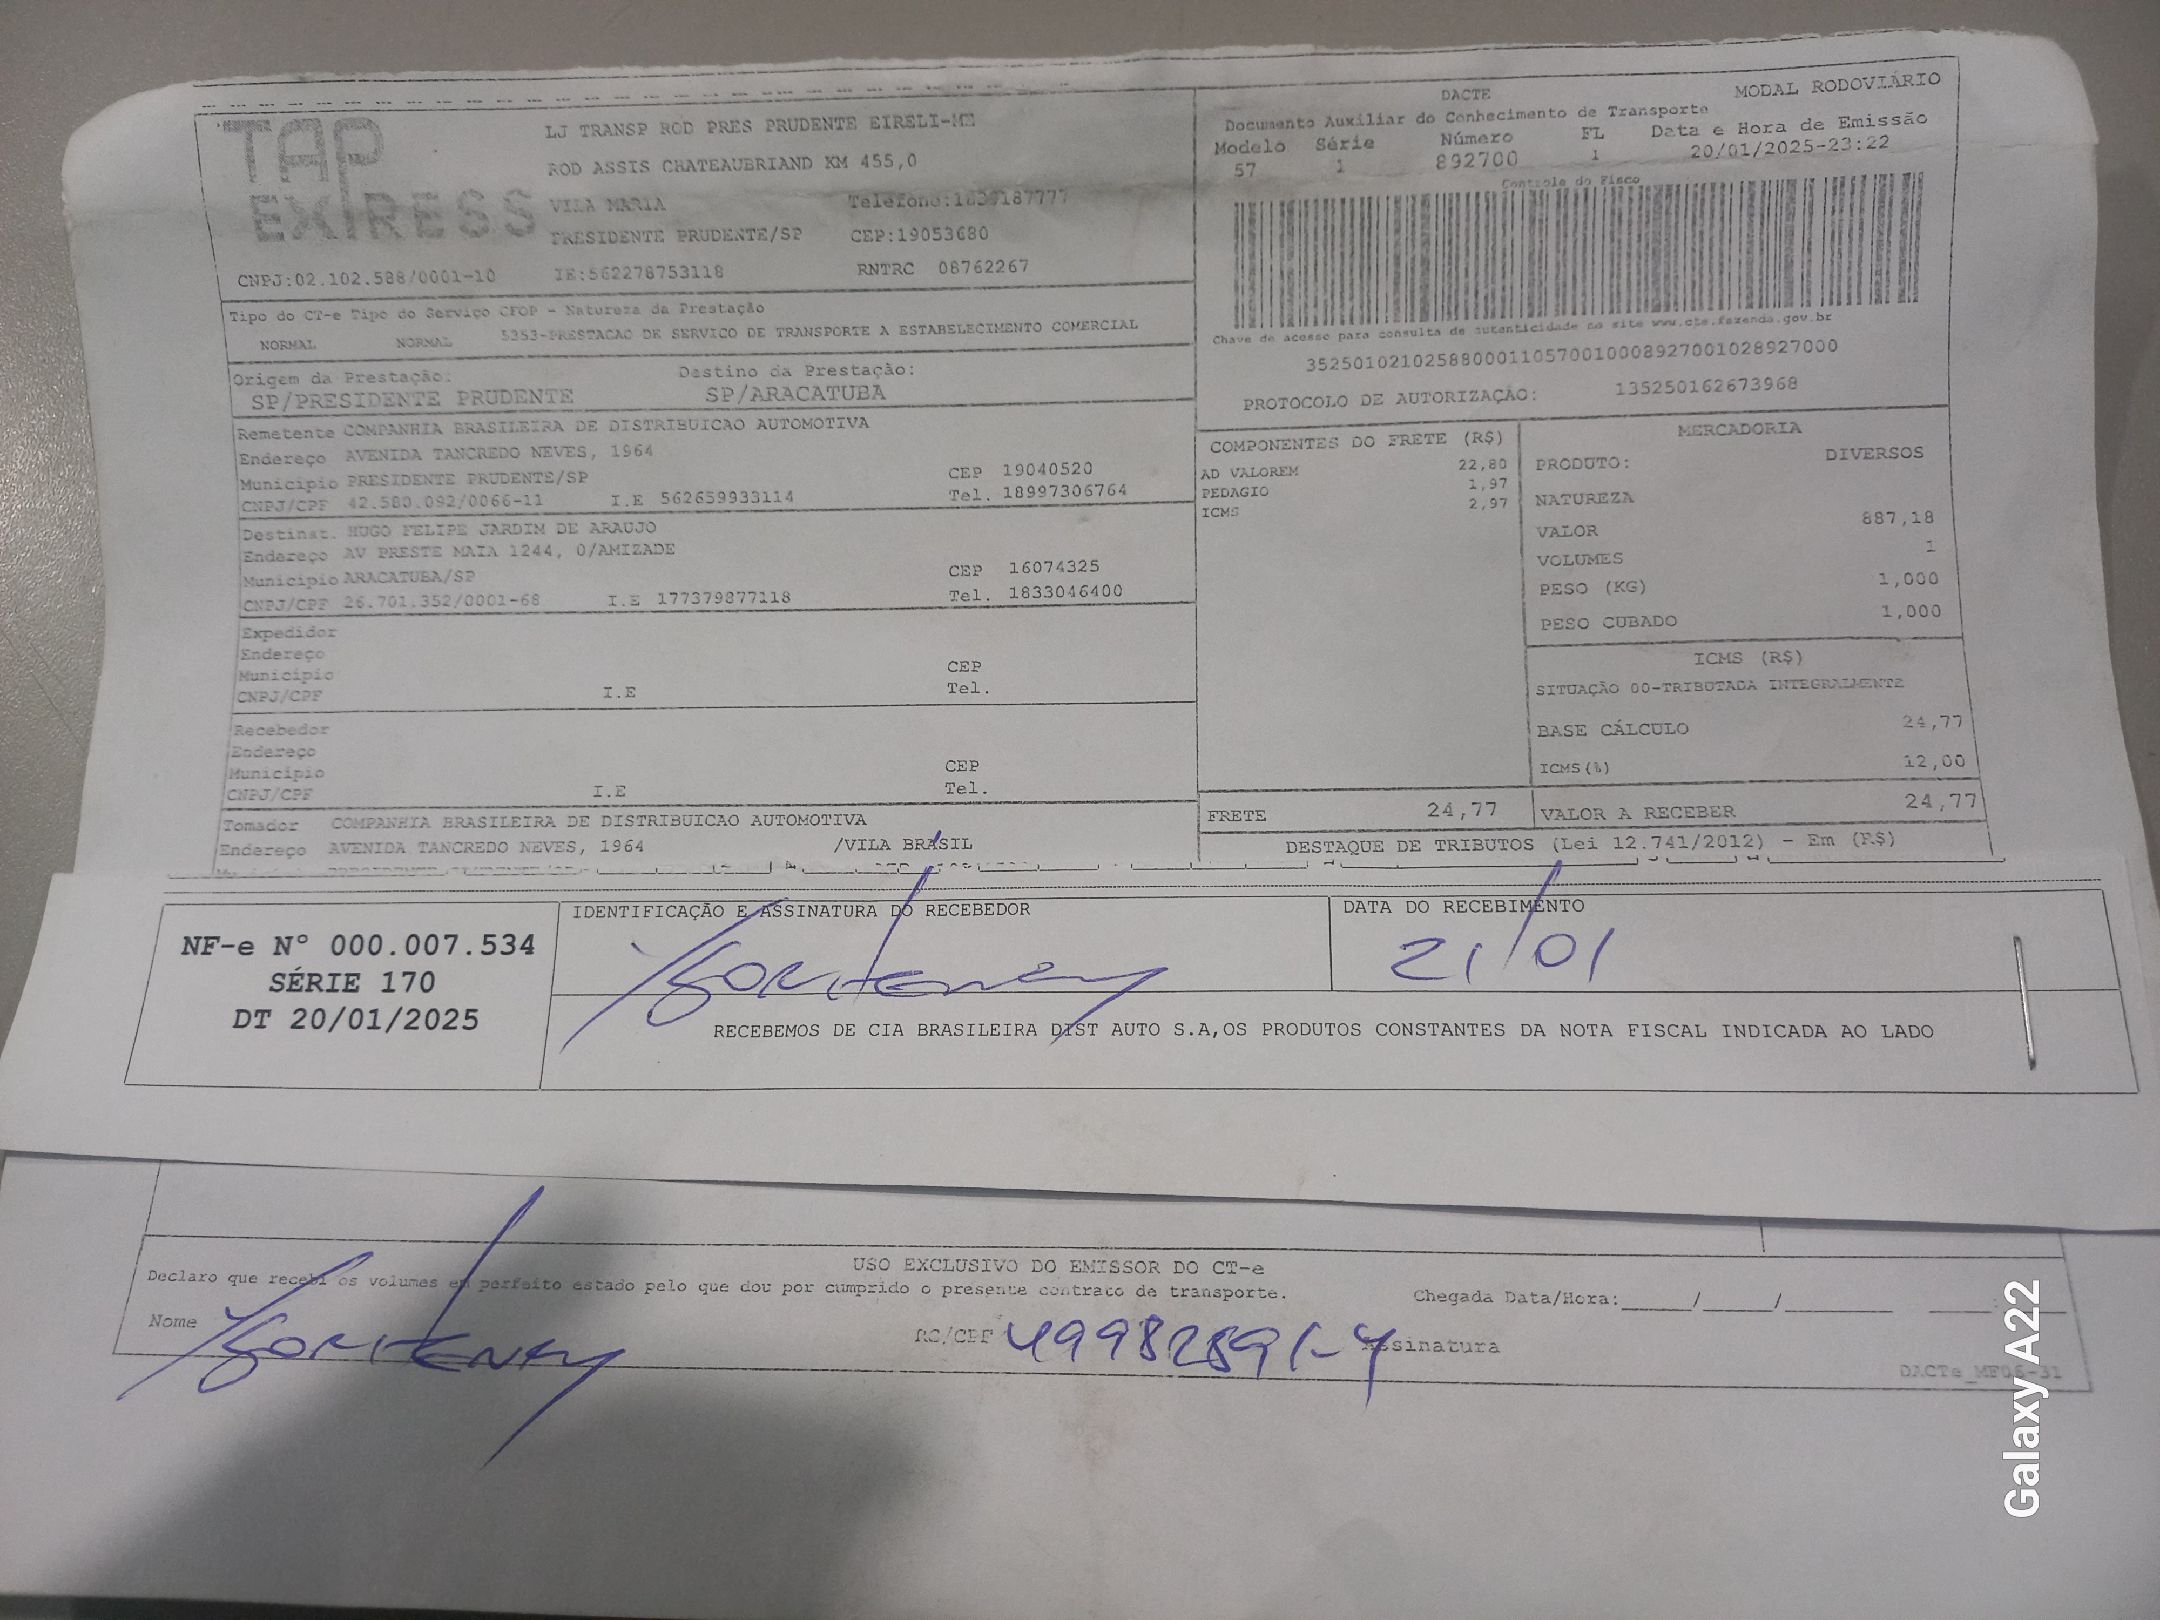 MODAL RODOVIÁRIO
TAP EXPRESS
LJ TRANSP ROD PRES PRUDENTE EIRELI-ME
ROD ASSIS CHATEAUBRIAND KM 455,0
VILA MARIA Telefone:1839187777
PRESIDENTE PRUDENTE/SP CEP:19053680
CNPJ:02.102.588/0001-10 IE:562278753118 RNTRC 08762267
DACTE
Documento Auxiliar do Conhecimento de Transporte
Modelo Série Número FL Data e Hora de Emissão
57 1 892700 1 20/01/2025-23:22
Controle do Fisco
Chave de acesso para consulta de autenticidade no site www.cte.fazenda.gov.br
35250102102588000110570010008927001028927000
PROTOCOLO DE AUTORIZAÇÃO: 135250162673968
Tipo do CT-e Tipo do Serviço CFOP - Natureza da Prestação
NORMAL NORMAL 5353-PRESTACAO DE SERVICO DE TRANSPORTE A ESTABELECIMENTO COMERCIAL
Origem da Prestação: Destino da Prestação:
SP/PRESIDENTE PRUDENTE SP/ARACATUBA
Remetente COMPANHIA BRASILEIRA DE DISTRIBUICAO AUTOMOTIVA
Endereço AVENIDA TANCREDO NEVES, 1964
Município PRESIDENTE PRUDENTE/SP CEP 19040520
CNPJ/CPF 42.580.092/0066-11 I.E 562659933114 Tel. 18997306764
Destinat. HUGO FELIPE JARDIM DE ARAUJO
Endereço AV PRESTE MAIA 1244, 0/AMIZADE
Município ARACATUBA/SP CEP 16074325
CNPJ/CPF 26.701.352/0001-68 I.E 177379877118 Tel. 1833046400
Expedidor
Endereço
Município CEP
CNPJ/CPF I.E Tel.
Recebedor
Endereço
Município CEP
CNPJ/CPF I.E Tel.
Tomador COMPANHIA BRASILEIRA DE DISTRIBUICAO AUTOMOTIVA
Endereço AVENIDA TANCREDO NEVES, 1964 /VILA BRASIL
COMPONENTES DO FRETE (R$)
AD VALOREM 22,80
PEDAGIO 1,97
ICMS 2,97
MERCADORIA
PRODUTO: DIVERSOS
NATUREZA
VALOR 887,18
VOLUMES 1
PESO (KG) 1,000
PESO CUBADO 1,000
ICMS (R$)
SITUAÇÃO 00-TRIBUTADA INTEGRALMENTE
BASE CÁLCULO 24,77
ICMS(%) 12,00
FRETE 24,77 VALOR A RECEBER 24,77
DESTAQUE DE TRIBUTOS (Lei 12.741/2012) - Em (R$)
NF-e Nº 000.007.534
SÉRIE 170
DT 20/01/2025
IDENTIFICAÇÃO E ASSINATURA DO RECEBEDOR
DATA DO RECEBIMENTO
21/01
RECEBEMOS DE CIA BRASILEIRA DIST AUTO S.A,OS PRODUTOS CONSTANTES DA NOTA FISCAL INDICADA AO LADO
USO EXCLUSIVO DO EMISSOR DO CT-e
Declaro que recebi os volumes em perfeito estado pelo que dou por cumprido o presente contrato de transporte.
Chegada Data/Hora:_____/_____/________ ____:____
Nome RG/CPF 49982891-4 Assinatura
DACTe_MF06-31
Galaxy A22